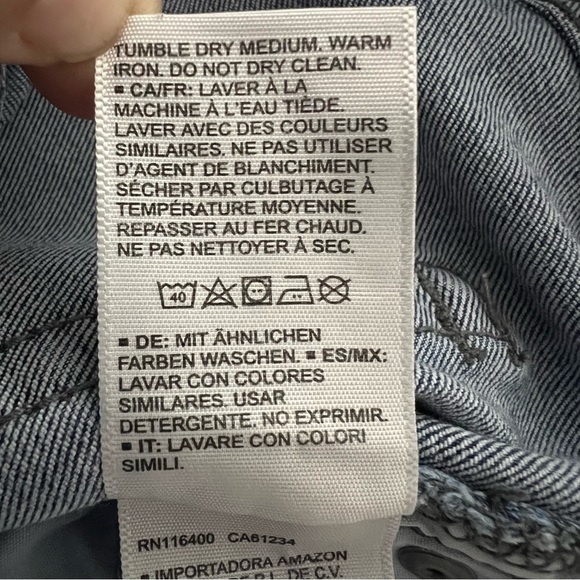 TUMBLE DRY MEDIUM. WARM
IRON. DO NOT DRY CLEAN.
■ CA/FR: LAVER À LA
MACHINE À L'EAU TIÈDE.
LAVER AVEC DES COULEURS
SIMILAIRES. NE PAS UTILISER
D'AGENT DE BLANCHIMENT.
SÉCHER PAR CULBUTAGE À
TEMPÉRATURE MOYENNE.
REPASSER AU FER CHAUD.
NE PAS NETTOYER À SEC.
40
■ DE: MIT ÄHNLICHEN
FARBEN WASCHEN. ■ ES/MX:
LAVAR CON COLORES
SIMILARES. USAR
DETERGENTE. NO EXPRIMIR.
■ IT: LAVARE CON COLORI
SIMILI.
RN116400 CA61234
■ IMPORTADORA AMAZON
DE C.V.